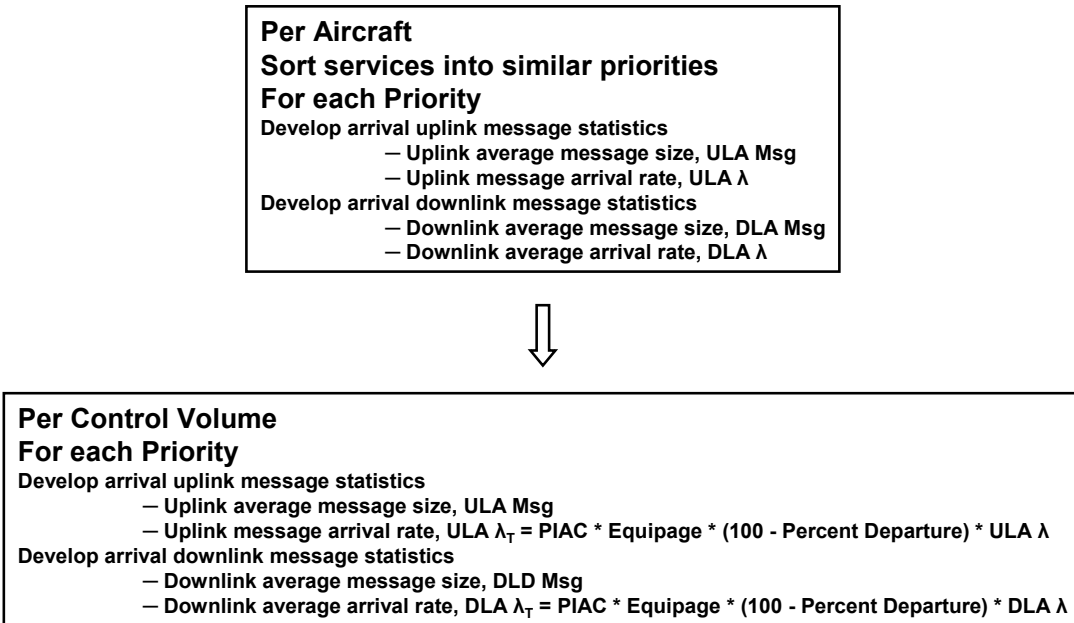 Per Aircraft
Sort services into similar priorities
For each Priority
Develop arrival uplink message statistics
— Uplink average message size, ULA Msg
— Uplink message arrival rate, ULA λ
Develop arrival downlink message statistics
— Downlink average message size, DLA Msg
— Downlink average arrival rate, DLA λ
Per Control Volume
For each Priority
Develop arrival uplink message statistics
— Uplink average message size, ULA Msg
— Uplink message arrival rate, ULA λT = PIAC * Equipage * (100 - Percent Departure) * ULA λ
Develop arrival downlink message statistics
— Downlink average message size, DLD Msg
— Downlink average arrival rate, DLA λT = PIAC * Equipage * (100 - Percent Departure) * DLA λ